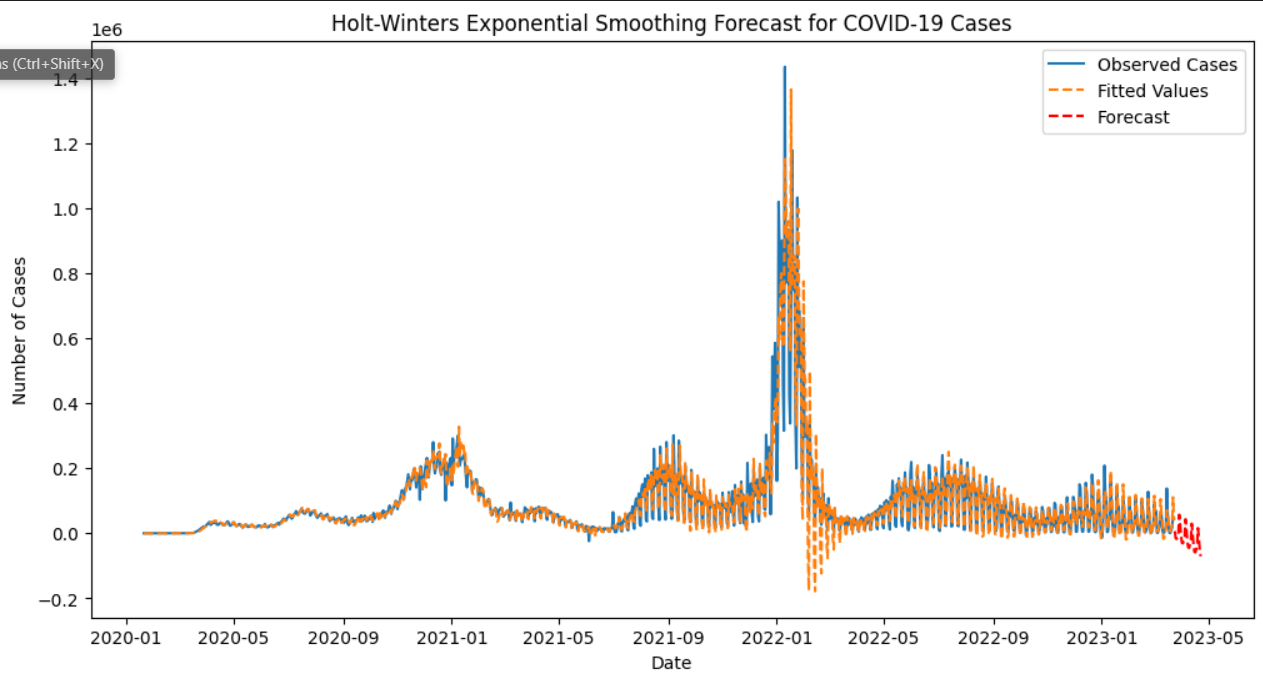 Holt-Winters Exponential Smoothing Forecast for COVID-19 Cases
1e6
(Ctrl+Shift+X)
Observed Cases
Fitted Values
Forecast
1.4
1.2
1.0
0.8
0.6
0.4
0.2
0.0
−0.2
Number of Cases
2020-01 2020-05 2020-09 2021-01 2021-05 2021-09 2022-01 2022-05 2022-09 2023-01 2023-05
Date